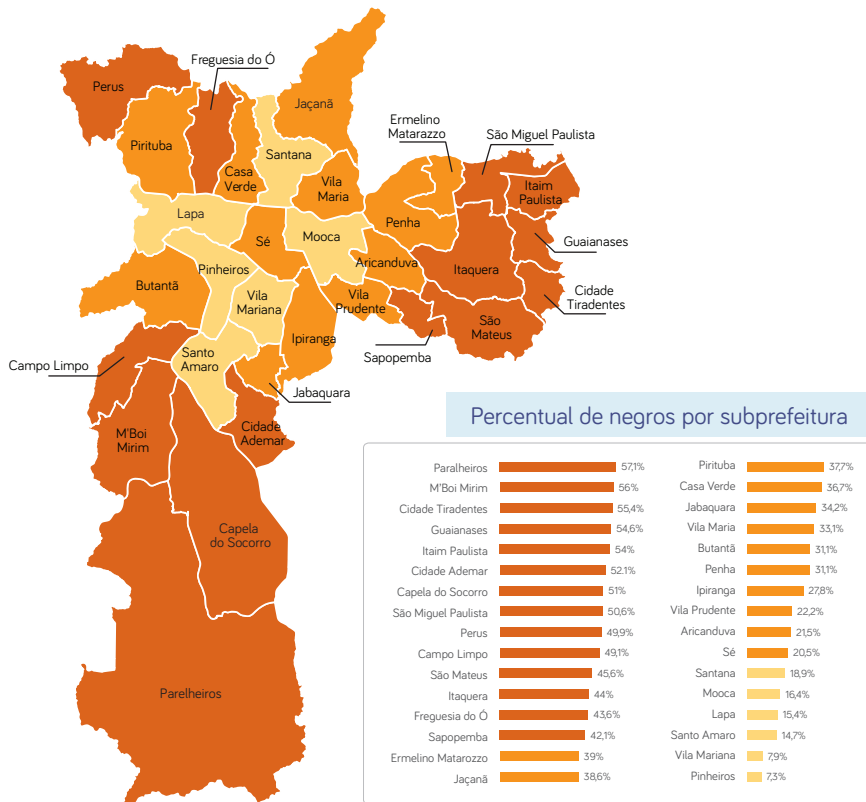 Freguesia do Ó
Perus
Jaçanã
Ermelino
Matarazzo
São Miguel Paulista
Pirituba
Santana
Casa
Verde
Vila
Maria
Itaim
Paulista
Lapa
Penha
Sé
Mooca
Guaianases
Aricanduva
Itaquera
Pinheiros
Butantã
Cidade
Tiradentes
Vila
Mariana
Vila
Prudente
São
Mateus
Ipiranga
Sapopemba
Campo Limpo
Santo
Amaro
Jabaquara
Cidade
Ademar
M'Boi
Mirim
Capela
do Socorro
Parelheiros
Percentual de negros por subprefeitura
Paralheiros 57,1%
M'Boi Mirim 56%
Cidade Tiradentes 55,4%
Guaianases 54,6%
Itaim Paulista 54%
Cidade Ademar 52.1%
Capela do Socorro 51%
São Miguel Paulista 50,6%
Perus 49,9%
Campo Limpo 49,1%
São Mateus 45,6%
Itaquera 44%
Freguesia do Ó 43,6%
Sapopemba 42,1%
Ermelino Matarozzo 39%
Jaçanã 38,6%
Pirituba 37,7%
Casa Verde 36,7%
Jabaquara 34,2%
Vila Maria 33,1%
Butantã 31,1%
Penha 31,1%
Ipiranga 27,8%
Vila Prudente 22,2%
Aricanduva 21,5%
Sé 20,5%
Santana 18,9%
Mooca 16,4%
Lapa 15,4%
Santo Amaro 14,7%
Vila Mariana 7,9%
Pinheiros 7,3%